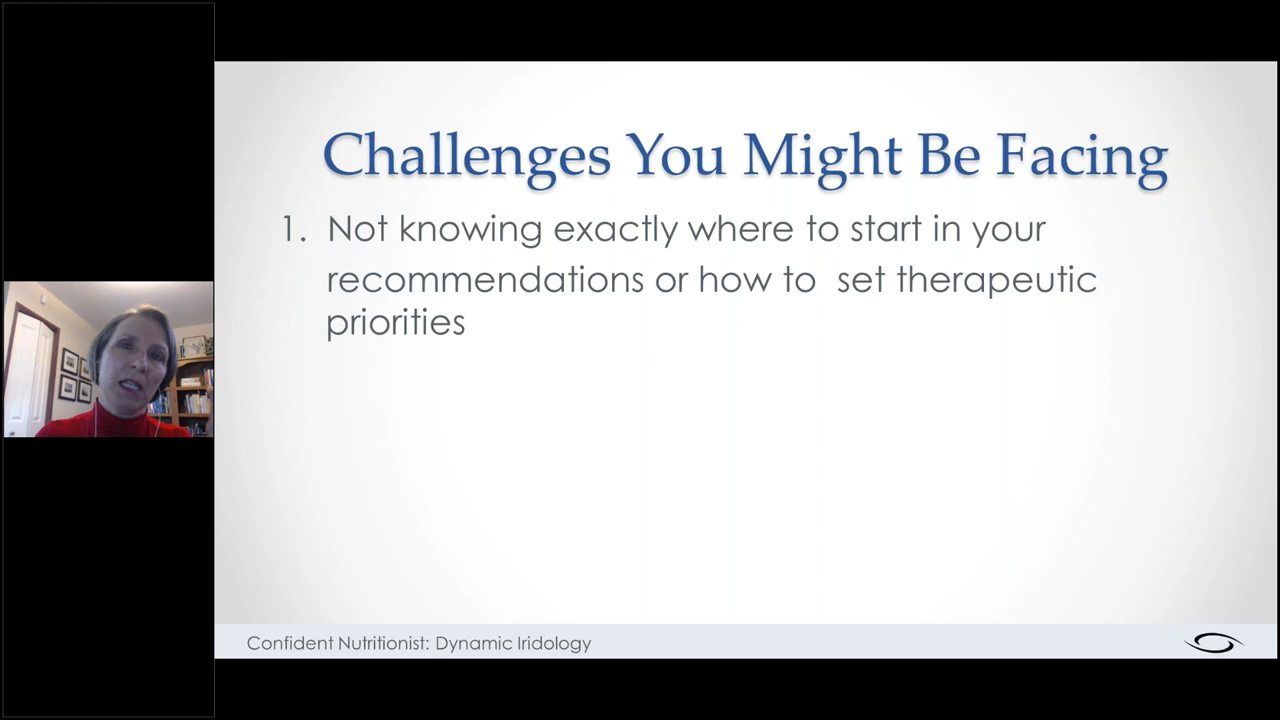 Challenges You Might Be Facing
1. Not knowing exactly where to start in your
recommendations or how to  set therapeutic
priorities
Confident Nutritionist: Dynamic Iridology